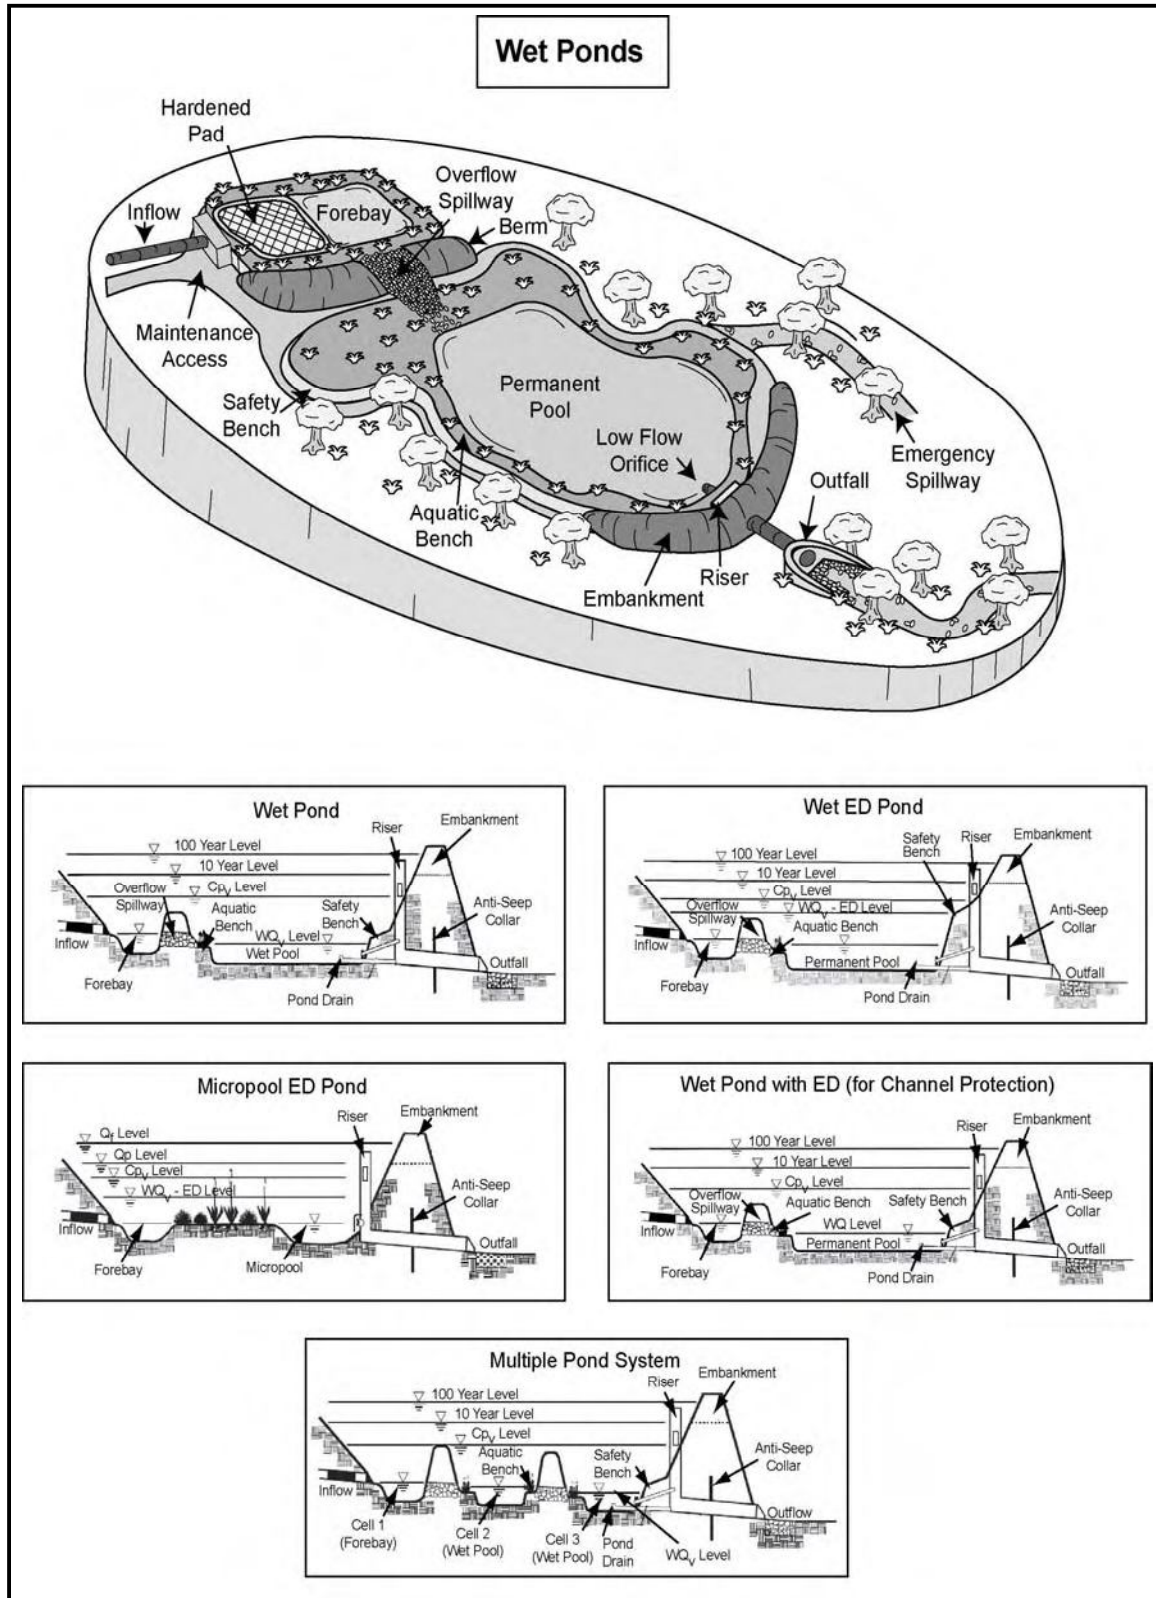 Wet Ponds
Hardened
Pad
Overflow
Spillway
Inflow
Forebay
Berm
Maintenance
Access
Safety
Bench
Permanent
Pool
Low Flow
Orifice
Emergency
Spillway
Outfall
Aquatic
Bench
Riser
Embankment
Wet Pond
Riser
Embankment
100 Year Level
10 Year Level
Overflow
Spillway
Cpv Level
Aquatic
Bench
Safety
Bench
Anti-Seep
Collar
Inflow
WQv Level
Wet Pool
Forebay
Outfall
Pond Drain
Wet ED Pond
Safety
Bench
Riser
Embankment
100 Year Level
10 Year Level
Cpv Level
Overflow
Spillway
WQv - ED Level
Aquatic Bench
Anti-Seep
Collar
Inflow
Permanent Pool
Forebay
Outfall
Pond Drain
Micropool ED Pond
Riser
Embankment
Qf Level
Qp Level
Cpv Level
WQv - ED Level
Anti-Seep
Collar
Inflow
Outfall
Forebay
Micropool
Wet Pond with ED (for Channel Protection)
Riser
Embankment
100 Year Level
10 Year Level
Cpv Level
Overflow
Spillway
Aquatic Bench
Safety Bench
Anti-Seep
Collar
Inflow
WQ Level
Permanent Pool
Forebay
Outfall
Pond Drain
Multiple Pond System
Riser
Embankment
100 Year Level
10 Year Level
Cpv Level
Aquatic
Bench
Safety
Bench
Anti-Seep
Collar
Inflow
Outflow
Cell 1
(Forebay)
Cell 2
(Wet Pool)
Cell 3
(Wet Pool)
Pond
Drain
WQv Level